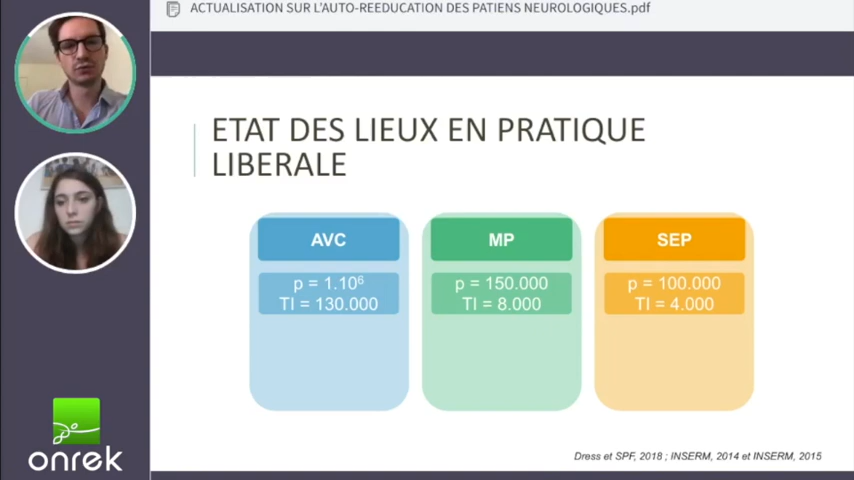 ACTUALISATION SUR L'AUTO-REEDUCATION DES PATIENS NEUROLOGIQUES.pdf
ETAT DES LIEUX EN PRATIQUE
LIBERALE
AVC
p = 1.10⁶
TI = 130.000
MP
p = 150.000
TI = 8.000
SEP
p = 100.000
TI = 4.000
Dress et SPF, 2018 ; INSERM, 2014 et INSERM, 2015
onrek